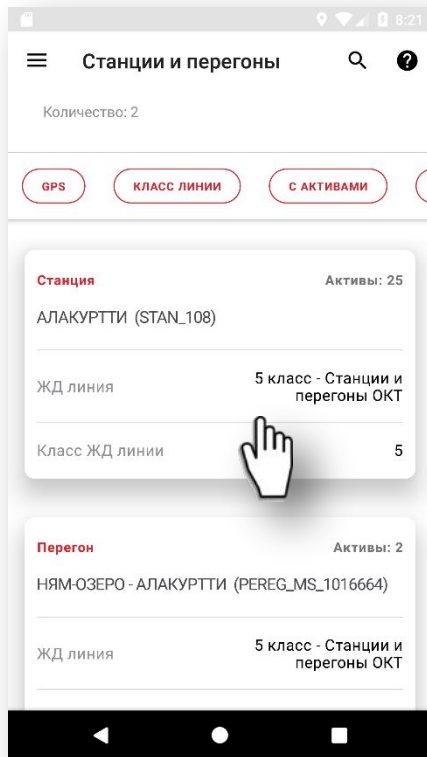 8:21
Станции и перегоны
Количество: 2
GPS
КЛАСС ЛИНИИ
С АКТИВАМИ
Станция
Активы: 25
АЛАКУРТТИ (STAN_108)
ЖД линия
5 класс - Станции и
перегоны ОКТ
Класс ЖД линии
5
Перегон
Активы: 2
НЯМ-ОЗЕРО - АЛАКУРТТИ (PEREG_MS_1016664)
ЖД линия
5 класс - Станции и
перегоны ОКТ